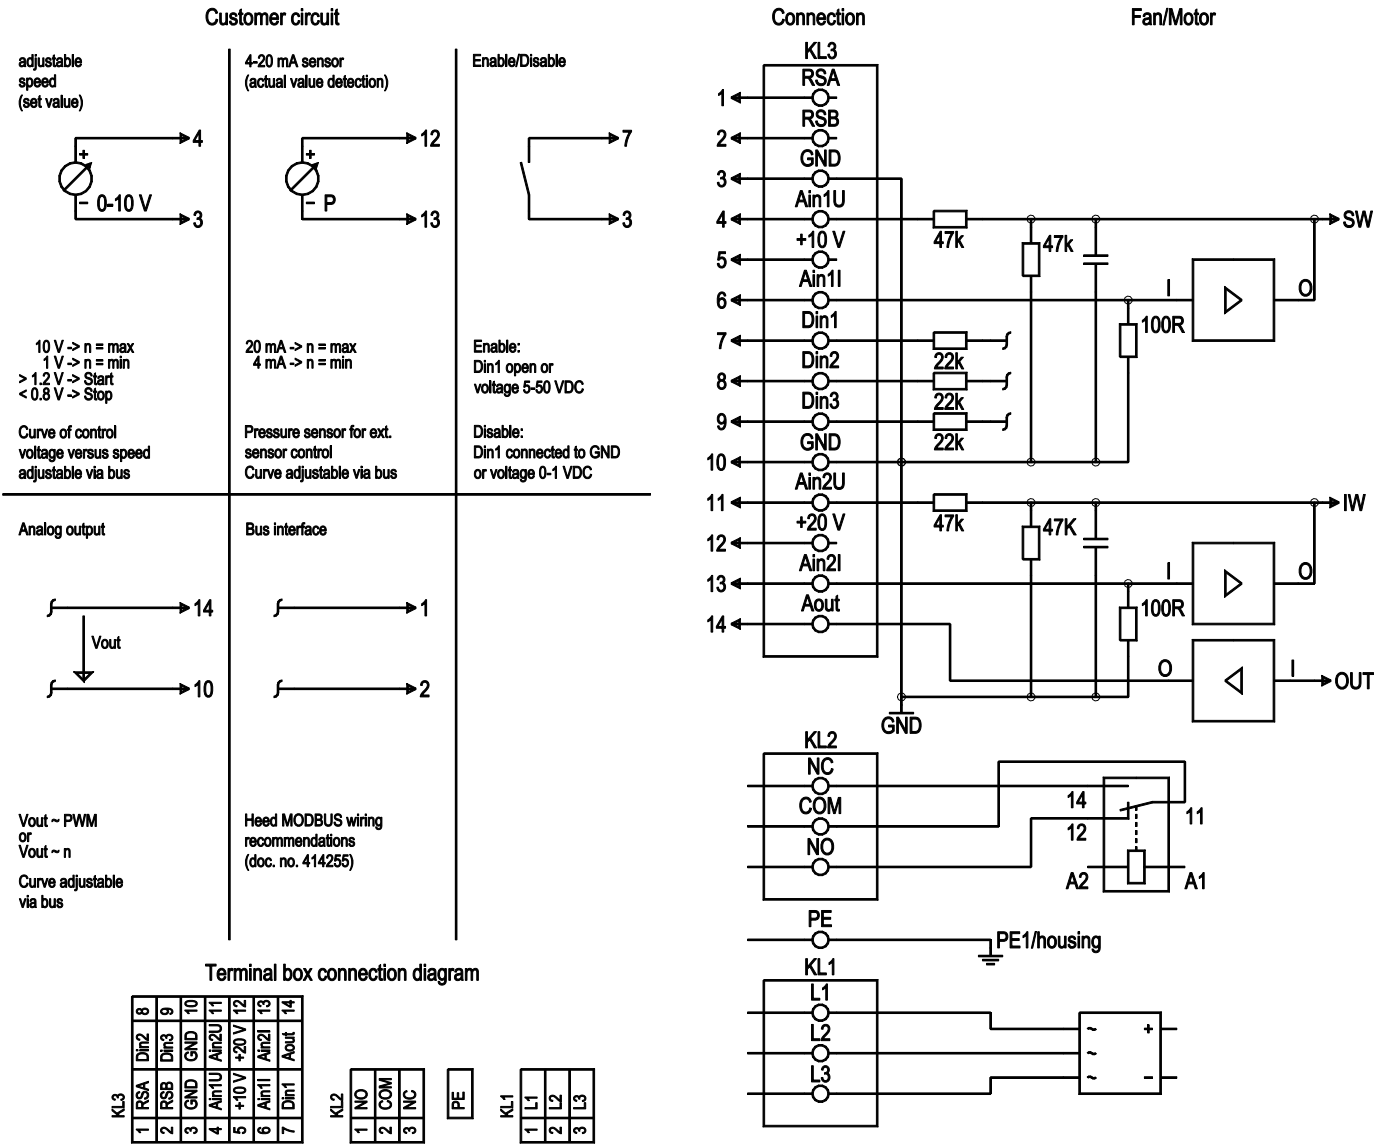 Customer circuit
adjustable
speed
(set value)
4
+
−
0-10 V
3
10 V -> n = max
1 V -> n = min
> 1.2 V -> Start
< 0.8 V -> Stop
Curve of control
voltage versus speed
adjustable via bus
4-20 mA sensor
(actual value detection)
12
+
−
P
13
20 mA -> n = max
4 mA -> n = min
Pressure sensor for ext.
sensor control
Curve adjustable via bus
Enable/Disable
7
3
Enable:
Din1 open or
voltage 5-50 VDC
Disable:
Din1 connected to GND
or voltage 0-1 VDC
Analog output
14
Vout
10
Vout ~ PWM
or
Vout ~ n
Curve adjustable
via bus
Bus interface
1
2
Heed MODBUS wiring
recommendations
(doc. no. 414255)
Connection
Fan/Motor
KL3
RSA
1
RSB
2
GND
3
Ain1U
4
47k
47k
SW
+10 V
5
Ain1I
6
I
O
100R
Din1
7
22k
Din2
8
22k
Din3
9
22k
GND
10
Ain2U
11
47k
47K
IW
+20 V
12
Ain2I
13
I
O
100R
Aout
14
O
I
OUT
GND
KL2
NC
COM
NO
14
11
12
A2
A1
PE
PE1/housing
KL1
L1
L2
L3
~
~
~
+
−
Terminal box connection diagram
KL3
8 9 10 11 12 13 14
Din2 Din3 GND Ain2U +20 V Ain2I Aout
RSA RSB GND Ain1U +10 V Ain1I Din1
1 2 3 4 5 6 7
KL2
NO COM NC
1 2 3
PE
KL1
L1 L2 L3
1 2 3